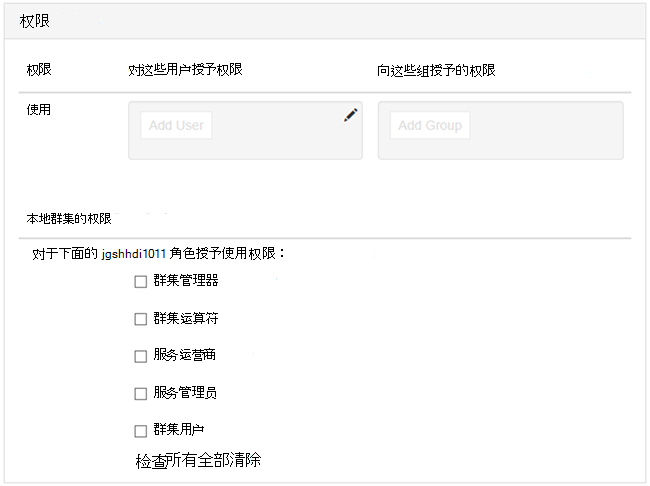 权限
权限 对这些用户授予权限 向这些组授予的权限
使用 Add User Add Group
本地群集的权限
对于下面的 jgshhdi1011 角色授予使用权限：
群集管理器
群集运算符
服务运营商
服务管理员
群集用户
检查所有全部清除